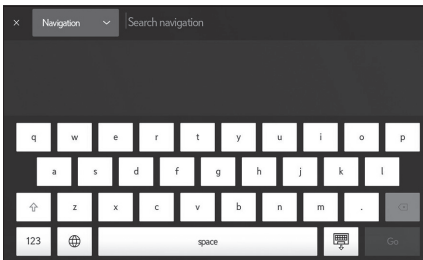 × Navigation Search navigation
q w e r t y u i o p
a s d f g h j k l
z x c v b n m .
123 space Go